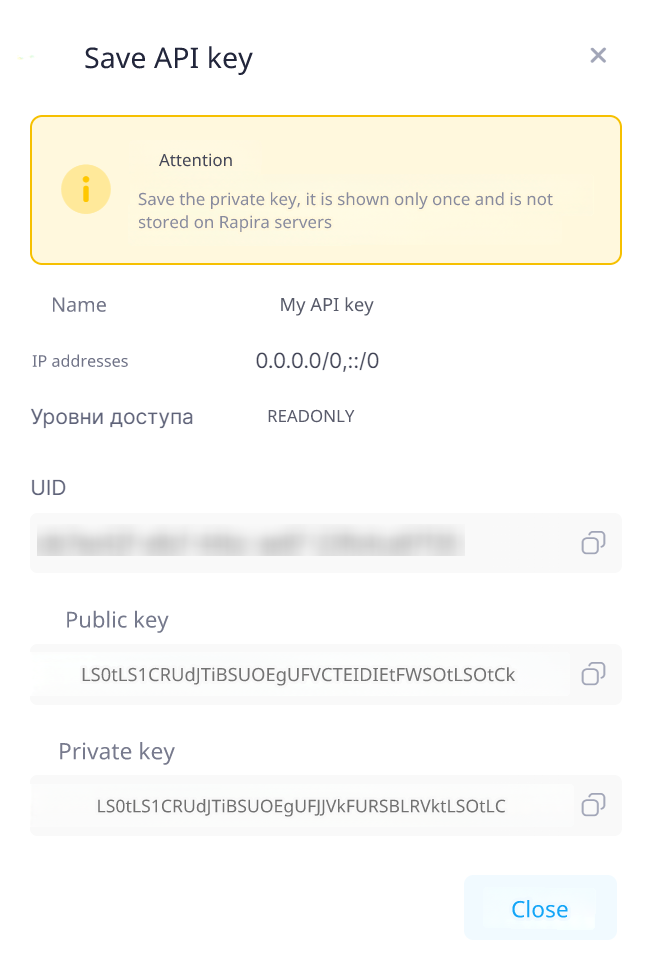 Save API key
Attention
Save the private key, it is shown only once and is not
stored on Rapira servers
Name
My API key
IP addresses
0.0.0.0/0,::/0
Уровни доступа
READONLY
UID
Public key
LS0tLS1CRUdJTiBSUOEgUFVCTEIDIEtFWSOtLSOtCk
Private key
LS0tLS1CRUdJTiBSUOEgUFJJVkFURSBLRVktLSOtLC
Close